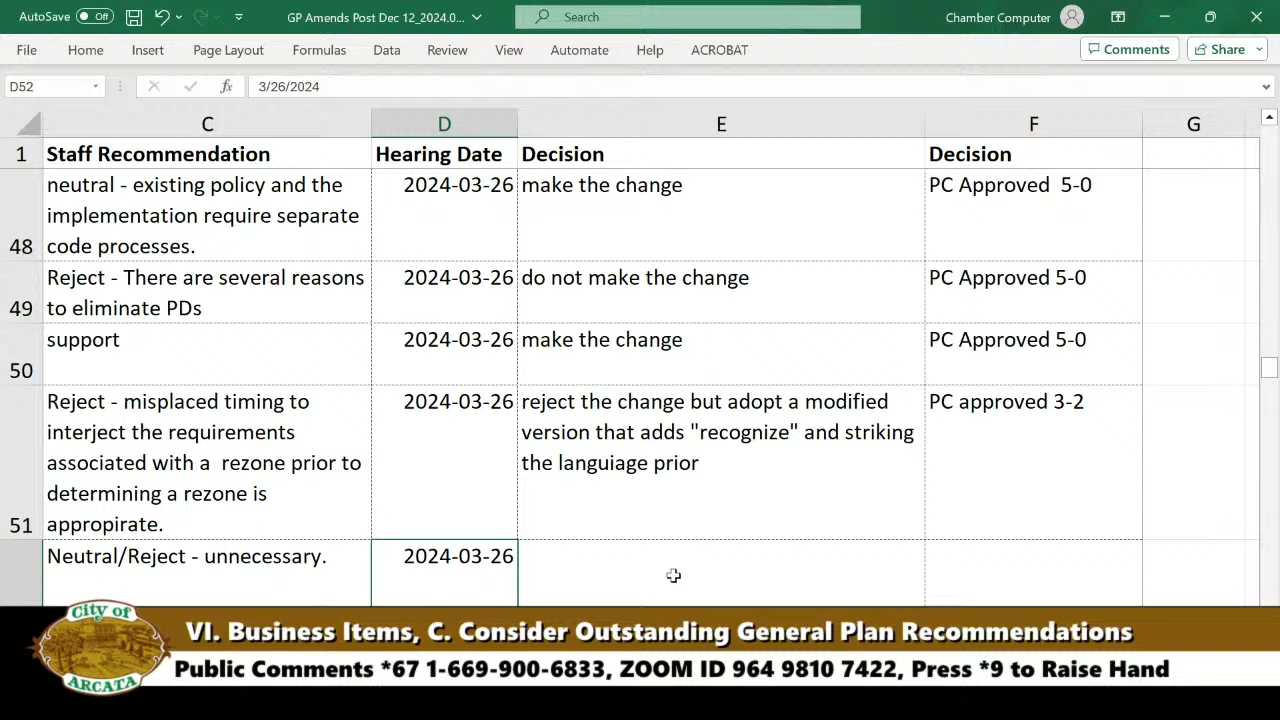 AutoSave Off GP Amends Post Dec 12_2024.0... Search Chamber Computer
File Home Insert Page Layout Formulas Data Review View Automate Help ACROBAT Comments Share
D52 fx 3/26/2024
C D E F G
1 Staff Recommendation Hearing Date Decision Decision
neutral - existing policy and the 2024-03-26 make the change PC Approved 5-0
implementation require separate
48 code processes.
Reject - There are several reasons 2024-03-26 do not make the change PC Approved 5-0
49 to eliminate PDs
support 2024-03-26 make the change PC Approved 5-0
50
Reject - misplaced timing to 2024-03-26 reject the change but adopt a modified PC approved 3-2
interject the requirements version that adds "recognize" and striking
associated with a rezone prior to the languiage prior
determining a rezone is
51 appropirate.
Neutral/Reject - unnecessary. 2024-03-26
City of
ARCATA
VI. Business Items, C. Consider Outstanding General Plan Recommendations
Public Comments *67 1-669-900-6833, ZOOM ID 964 9810 7422, Press *9 to Raise Hand